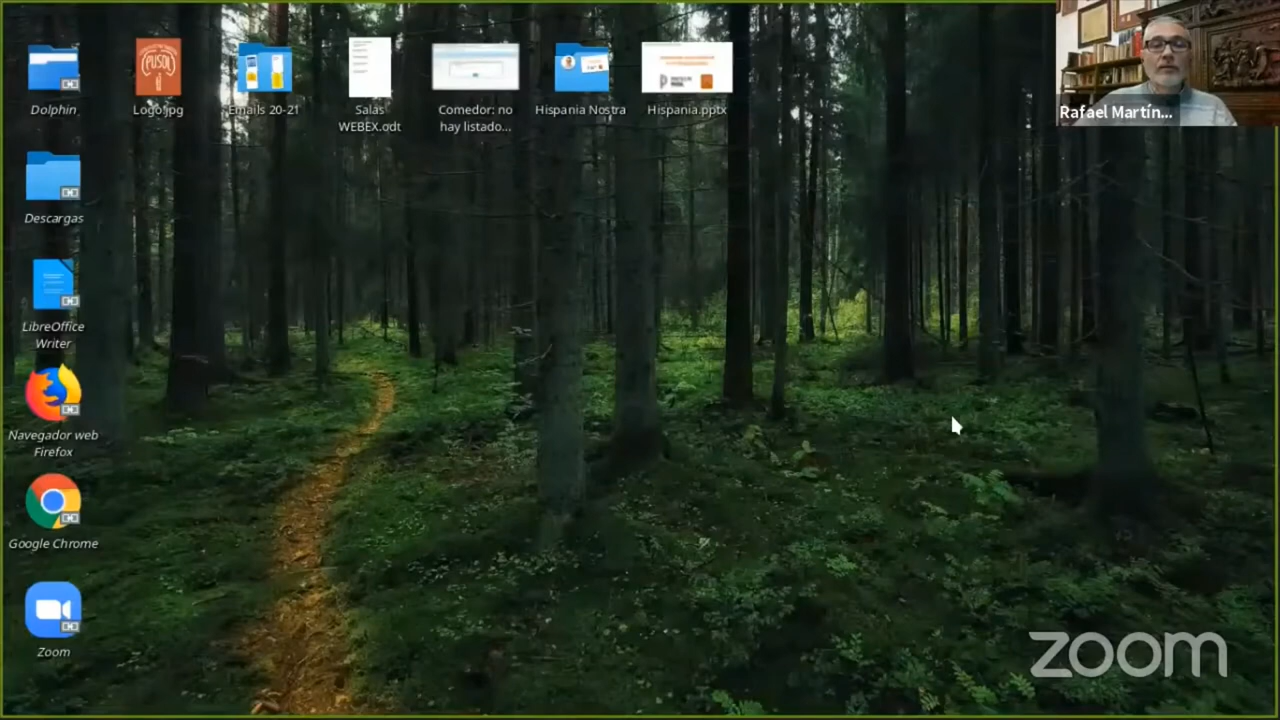 Dolphin
Logo.jpg
Emails 20-21
Salas
WEBEX.odt
Comedor: no
hay listado...
Hispania Nostra
Hispania.pptx
Rafael Martín...
PUSOL
Descargas
LibreOffice
Writer
Navegador web
Firefox
Google Chrome
Zoom
zoom